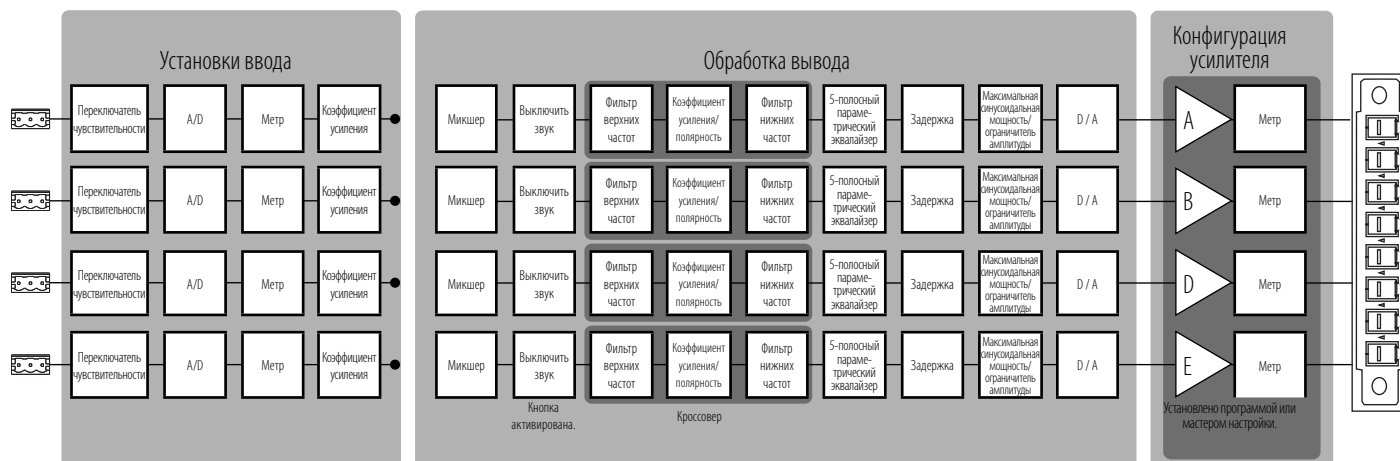 Установки ввода
Обработка вывода
Конфигурация
усилителя
Переключатель
чувствительности
A/D
Метр
Коэффициент
усиления
Микшер
Выключить
звук
Фильтр
верхних
частот
Коэффициент
усиления/
полярность
Фильтр
нижних
частот
5-полосный
параме-
трический
эквалайзер
Задержка
Максимальная
синусоидальная
мощность/
ограничитель
амплитуды
D / A
A
Метр
Переключатель
чувствительности
A/D
Метр
Коэффициент
усиления
Микшер
Выключить
звук
Фильтр
верхних
частот
Коэффициент
усиления/
полярность
Фильтр
нижних
частот
5-полосный
параме-
трический
эквалайзер
Задержка
Максимальная
синусоидальная
мощность/
ограничитель
амплитуды
D / A
B
Метр
Переключатель
чувствительности
A/D
Метр
Коэффициент
усиления
Микшер
Выключить
звук
Фильтр
верхних
частот
Коэффициент
усиления/
полярность
Фильтр
нижних
частот
5-полосный
параме-
трический
эквалайзер
Задержка
Максимальная
синусоидальная
мощность/
ограничитель
амплитуды
D / A
D
Метр
Переключатель
чувствительности
A/D
Метр
Коэффициент
усиления
Микшер
Выключить
звук
Фильтр
верхних
частот
Коэффициент
усиления/
полярность
Фильтр
нижних
частот
5-полосный
параме-
трический
эквалайзер
Задержка
Максимальная
синусоидальная
мощность/
ограничитель
амплитуды
D / A
E
Метр
Кнопка
активирована.
Кроссовер
Установлено программой или
мастером настройки.